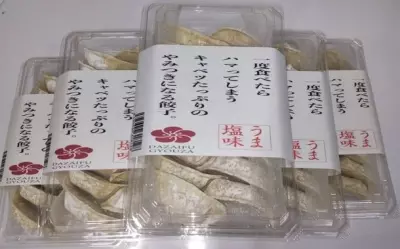 一度食べたら
ハマってしまう
キャベツたっぷりの
やみつきになる餃子。
うま
塩味
HAZAIFU
GYOUZA